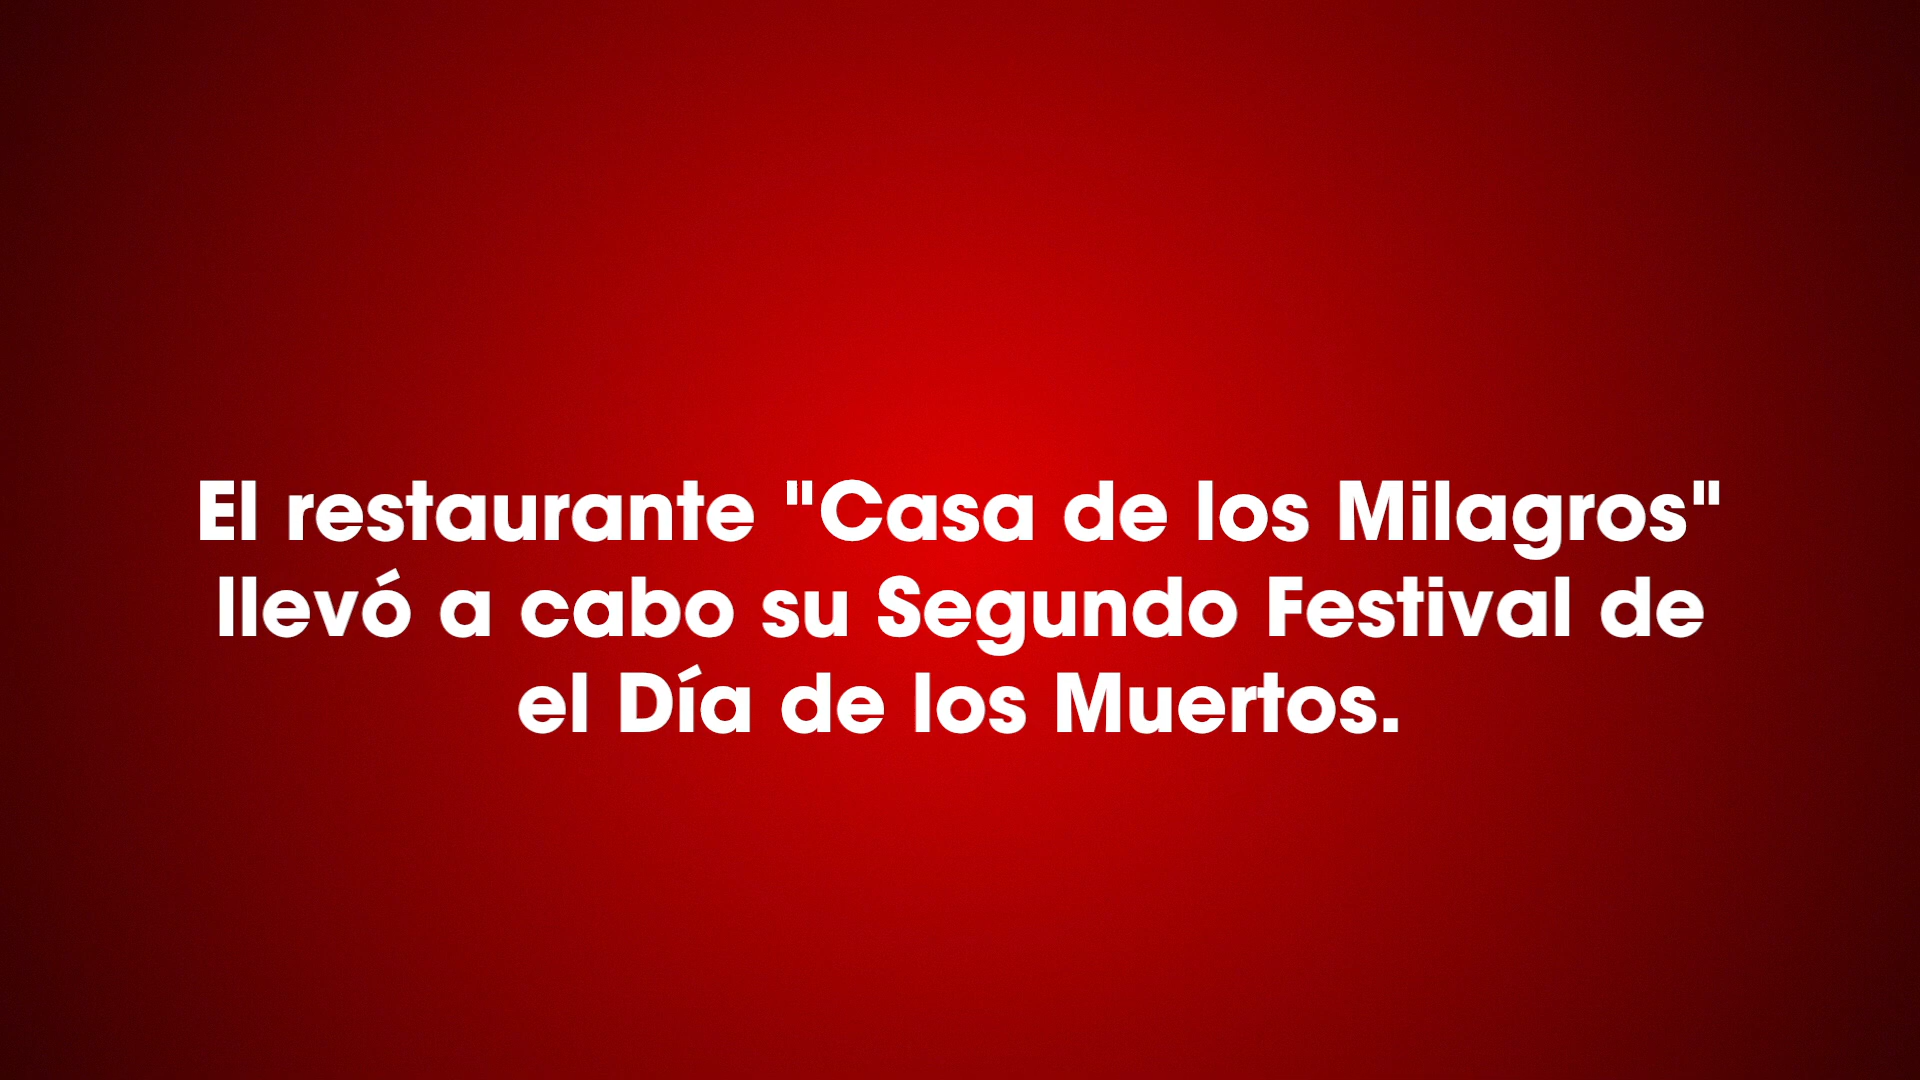 El restaurante "Casa de los Milagros"
llevó a cabo su Segundo Festival de
el Día de los Muertos.